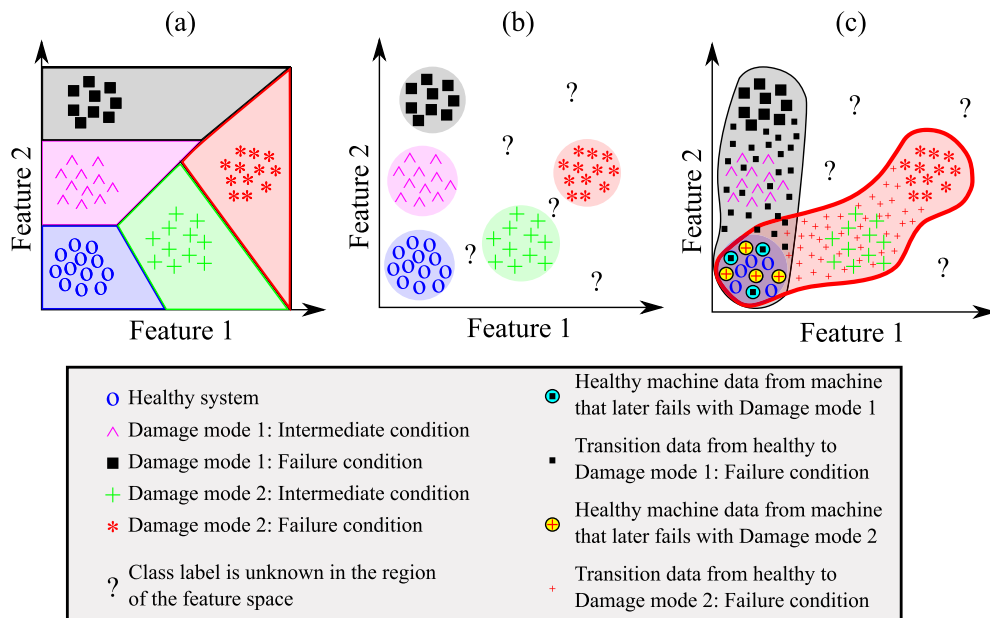 (a)
(b)
(c)
Feature 2
Feature 1
Feature 2
?
?
?
?
?
Feature 1
Feature 2
?
?
?
?
Feature 1
Healthy system
Damage mode 1: Intermediate condition
Damage mode 1: Failure condition
Damage mode 2: Intermediate condition
Damage mode 2: Failure condition
? Class label is unknown in the region
of the feature space
Healthy machine data from machine
that later fails with Damage mode 1
Transition data from healthy to
Damage mode 1: Failure condition
Healthy machine data from machine
that later fails with Damage mode 2
Transition data from healthy to
Damage mode 2: Failure condition